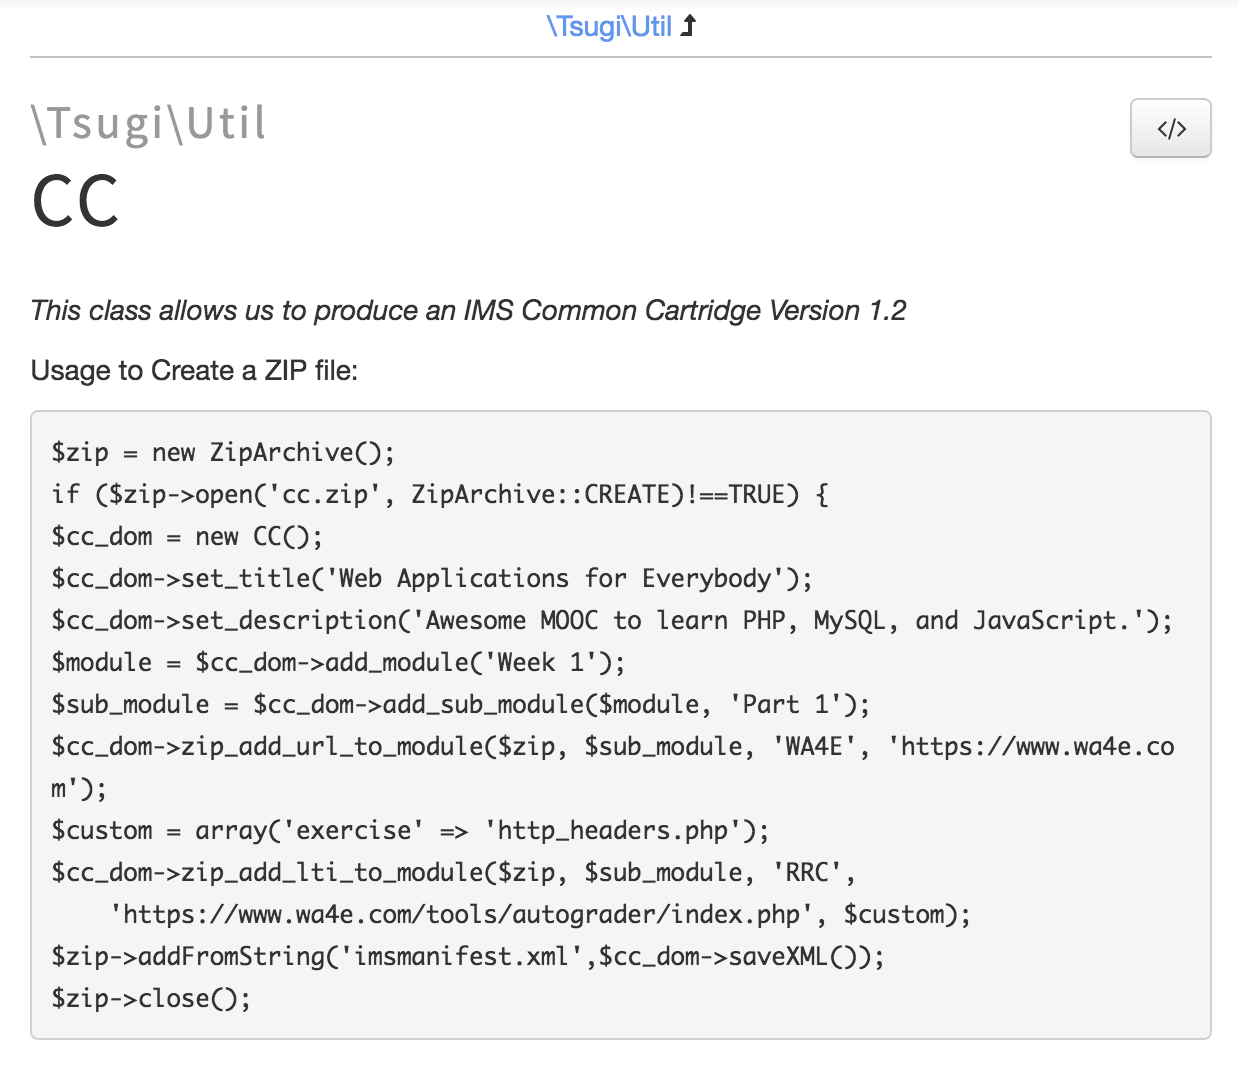 \Tsugi\Util
\Tsugi\Util
</>
CC
This class allows us to produce an IMS Common Cartridge Version 1.2
Usage to Create a ZIP file:
$zip = new ZipArchive();
if ($zip->open('cc.zip', ZipArchive::CREATE)!==TRUE) {
$cc_dom = new CC();
$cc_dom->set_title('Web Applications for Everybody');
$cc_dom->set_description('Awesome MOOC to learn PHP, MySQL, and JavaScript.');
$module = $cc_dom->add_module('Week 1');
$sub_module = $cc_dom->add_sub_module($module, 'Part 1');
$cc_dom->zip_add_url_to_module($zip, $sub_module, 'WA4E', 'https://www.wa4e.co
m');
$custom = array('exercise' => 'http_headers.php');
$cc_dom->zip_add_lti_to_module($zip, $sub_module, 'RRC',
    'https://www.wa4e.com/tools/autograder/index.php', $custom);
$zip->addFromString('imsmanifest.xml',$cc_dom->saveXML());
$zip->close();